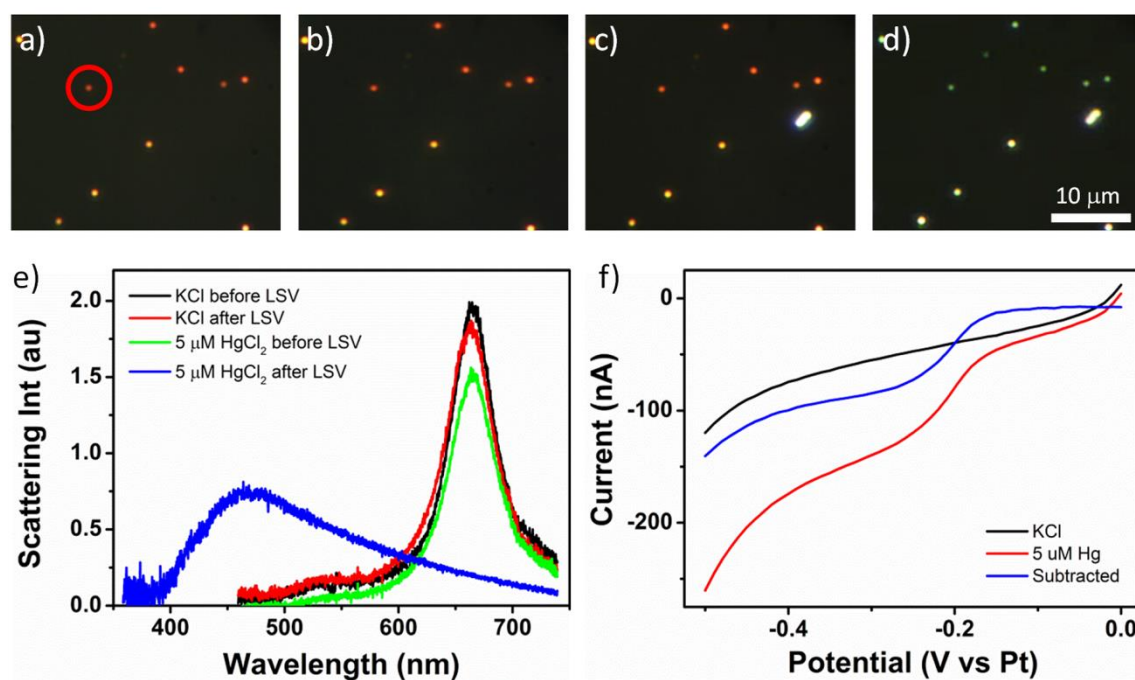 a)
b)
c)
d)
10 μm
e)
2.0
1.5
1.0
0.5
0.0
400
500
600
700
Scattering Int (au)
Wavelength (nm)
KCl before LSV
KCl after LSV
5 μM HgCl₂ before LSV
5 μM HgCl₂ after LSV
f)
0
-100
-200
-0.4
-0.2
0.0
Current (nA)
Potential (V vs Pt)
KCl
5 uM Hg
Subtracted